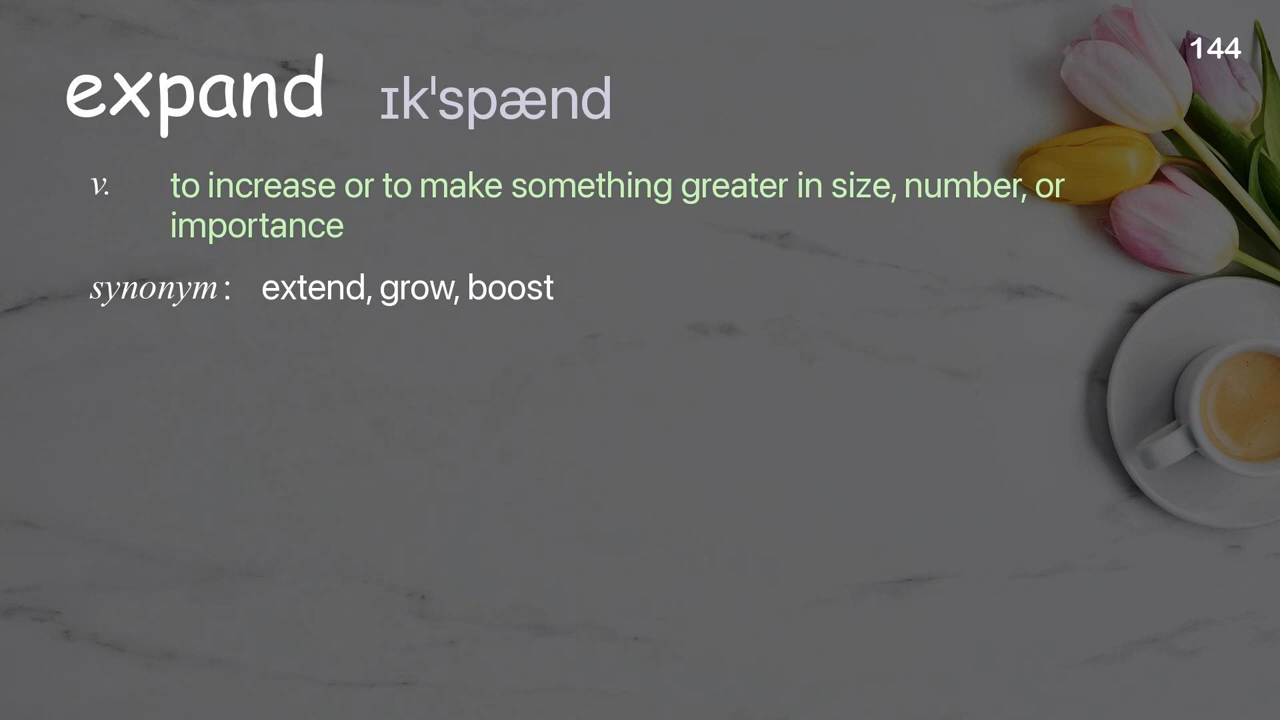 144
expand ɪkˈspænd
v. to increase or to make something greater in size, number, or
importance
synonym : extend, grow, boost